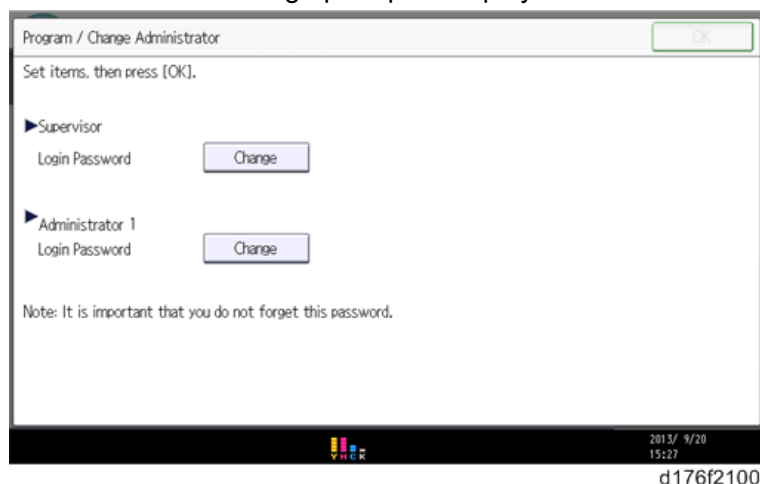 Program / Change Administrator
OK
Set items, then press [OK].
▶Supervisor
Login Password
Change
▶Administrator 1
Login Password
Change
Note: It is important that you do not forget this password.
Y M C K
2013/ 9/20
15:27
d176f2100